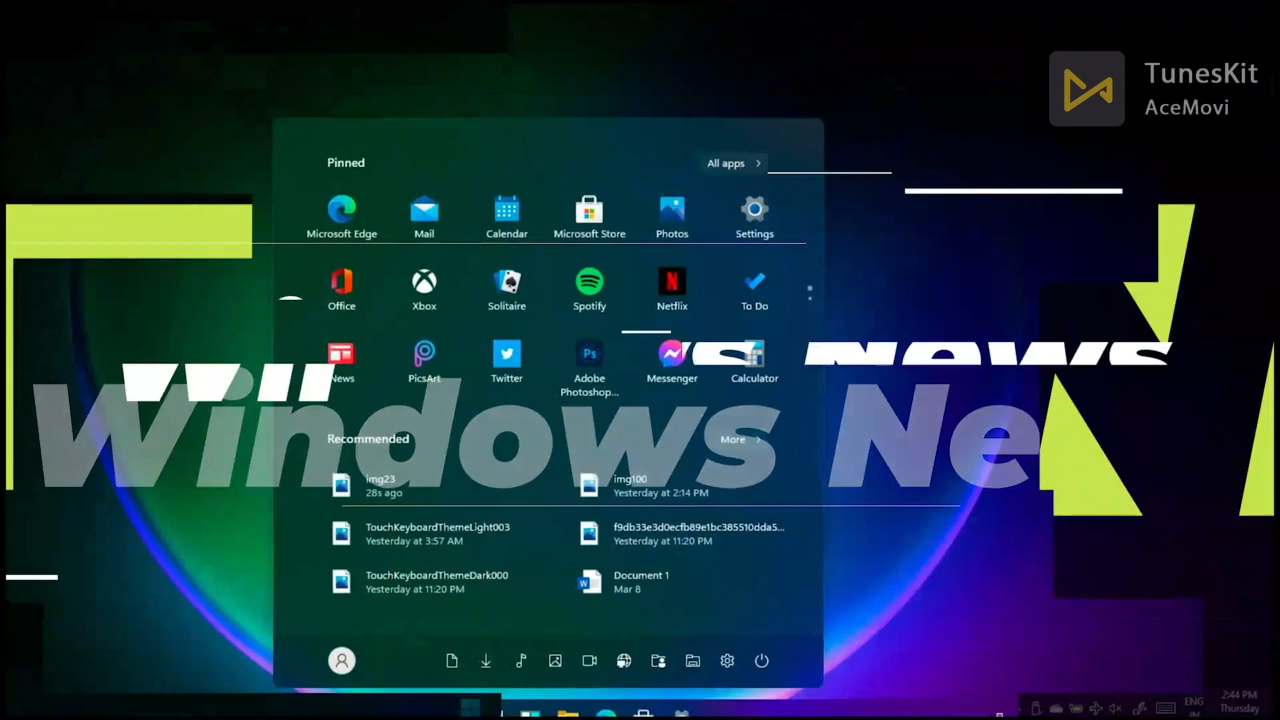 TunesKit
AceMovi
Pinned
All apps
Microsoft Edge
Mail
Calendar
Microsoft Store
Photos
Settings
Office
Xbox
Solitaire
Spotify
Netflix
To Do
News
PicsArt
Twitter
Ps
Adobe
Photoshop...
Messenger
Calculator
Windows Ne
Recommended
More
img23
28s ago
img100
Yesterday at 2:14 PM
TouchKeyboardThemeLight003
Yesterday at 3:57 AM
f9db33e3d0ecfb89e1bc385510dda5...
Yesterday at 11:20 PM
TouchKeyboardThemeDark000
Yesterday at 11:20 PM
Document 1
Mar 8
ENG
IN
2:44 PM
Thursday